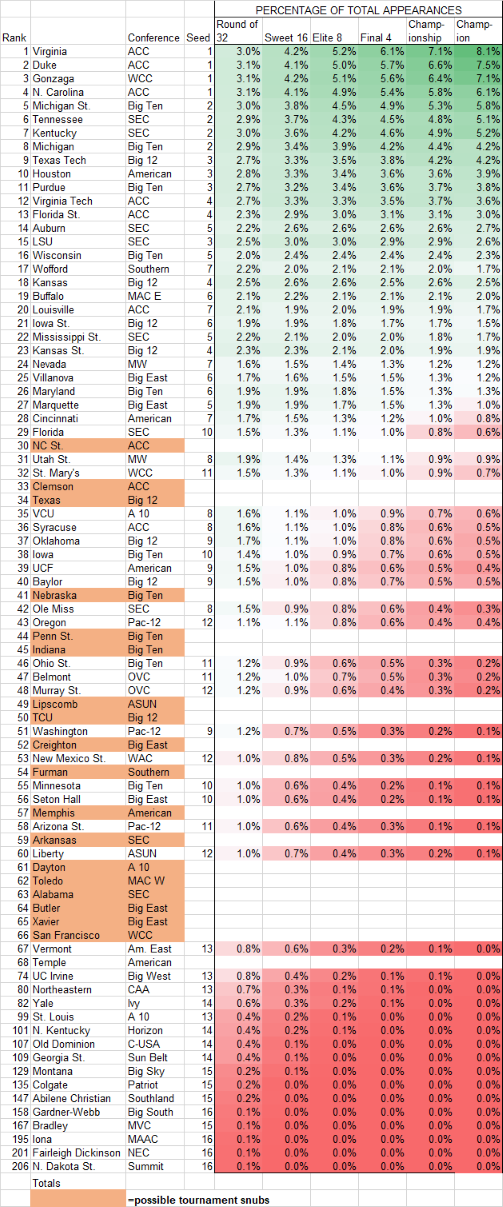 PERCENTAGE OF TOTAL APPEARANCES
Rank Conference Seed Round of 32 Sweet 16 Elite 8 Final 4 Champ-ionship Champ-ion
1 Virginia ACC 1 3.0% 4.2% 5.2% 6.1% 7.1% 8.1%
2 Duke ACC 1 3.1% 4.1% 5.0% 5.7% 6.6% 7.5%
3 Gonzaga WCC 1 3.1% 4.2% 5.1% 5.6% 6.4% 7.1%
4 N. Carolina ACC 1 3.1% 4.1% 4.9% 5.4% 5.8% 6.1%
5 Michigan St. Big Ten 2 3.0% 3.8% 4.5% 4.9% 5.3% 5.8%
6 Tennessee SEC 2 2.9% 3.7% 4.3% 4.5% 4.8% 5.1%
7 Kentucky SEC 2 3.0% 3.6% 4.2% 4.6% 4.9% 5.2%
8 Michigan Big Ten 2 2.9% 3.4% 3.9% 4.2% 4.4% 4.2%
9 Texas Tech Big 12 3 2.7% 3.3% 3.5% 3.8% 4.2% 4.2%
10 Houston American 3 2.8% 3.3% 3.4% 3.6% 3.6% 3.9%
11 Purdue Big Ten 3 2.7% 3.2% 3.4% 3.6% 3.7% 3.8%
12 Virginia Tech ACC 4 2.7% 3.3% 3.3% 3.5% 3.7% 3.6%
13 Florida St. ACC 4 2.3% 2.9% 3.0% 3.1% 3.1% 3.0%
14 Auburn SEC 5 2.2% 2.6% 2.6% 2.6% 2.6% 2.7%
15 LSU SEC 3 2.5% 3.0% 3.0% 2.9% 2.9% 2.6%
16 Wisconsin Big Ten 5 2.0% 2.4% 2.4% 2.4% 2.4% 2.3%
17 Wofford Southern 7 2.2% 2.0% 2.1% 2.1% 2.0% 1.7%
18 Kansas Big 12 4 2.5% 2.6% 2.6% 2.5% 2.6% 2.5%
19 Buffalo MAC E 6 2.1% 2.2% 2.1% 2.1% 2.1% 2.0%
20 Louisville ACC 7 2.1% 1.9% 2.0% 1.9% 1.9% 1.7%
21 Iowa St. Big 12 6 1.9% 1.9% 1.8% 1.7% 1.7% 1.5%
22 Mississippi St. SEC 5 2.2% 2.1% 2.0% 2.0% 1.8% 1.7%
23 Kansas St. Big 12 4 2.3% 2.3% 2.1% 2.0% 1.9% 1.9%
24 Nevada MW 7 1.6% 1.5% 1.4% 1.3% 1.2% 1.2%
25 Villanova Big East 6 1.7% 1.6% 1.5% 1.5% 1.3% 1.2%
26 Maryland Big Ten 6 1.9% 1.9% 1.8% 1.5% 1.3% 1.2%
27 Marquette Big East 5 1.9% 1.9% 1.7% 1.5% 1.3% 1.0%
28 Cincinnati American 7 1.7% 1.5% 1.3% 1.2% 1.0% 0.8%
29 Florida SEC 10 1.5% 1.3% 1.1% 1.0% 0.8% 0.6%
30 NC St. ACC
31 Utah St. MW 8 1.9% 1.4% 1.3% 1.1% 0.9% 0.9%
32 St. Mary's WCC 11 1.5% 1.3% 1.1% 1.0% 0.9% 0.7%
33 Clemson ACC
34 Texas Big 12
35 VCU A 10 8 1.6% 1.1% 1.0% 0.9% 0.7% 0.6%
36 Syracuse ACC 8 1.6% 1.1% 1.0% 0.8% 0.6% 0.5%
37 Oklahoma Big 12 9 1.7% 1.1% 1.0% 0.8% 0.6% 0.5%
38 Iowa Big Ten 10 1.4% 1.0% 0.9% 0.7% 0.6% 0.5%
39 UCF American 9 1.5% 1.0% 0.8% 0.8% 0.5% 0.4%
40 Baylor Big 12 9 1.5% 1.0% 0.8% 0.7% 0.5% 0.5%
41 Nebraska Big Ten
42 Ole Miss SEC 8 1.5% 0.9% 0.8% 0.6% 0.4% 0.3%
43 Oregon Pac-12 12 1.1% 1.1% 0.8% 0.6% 0.4% 0.4%
44 Penn St. Big Ten
45 Indiana Big Ten
46 Ohio St. Big Ten 11 1.2% 0.9% 0.6% 0.5% 0.3% 0.2%
47 Belmont OVC 11 1.2% 1.0% 0.7% 0.5% 0.3% 0.2%
48 Murray St. OVC 12 1.2% 0.9% 0.6% 0.4% 0.3% 0.2%
49 Lipscomb ASUN
50 TCU Big 12
51 Washington Pac-12 9 1.2% 0.7% 0.5% 0.3% 0.2% 0.1%
52 Creighton Big East
53 New Mexico St. WAC 12 1.0% 0.8% 0.5% 0.3% 0.2% 0.1%
54 Furman Southern
55 Minnesota Big Ten 10 1.0% 0.6% 0.4% 0.2% 0.1% 0.1%
56 Seton Hall Big East 10 1.0% 0.6% 0.4% 0.2% 0.1% 0.1%
57 Memphis American
58 Arizona St. Pac-12 11 1.0% 0.6% 0.4% 0.3% 0.1% 0.1%
59 Arkansas SEC
60 Liberty ASUN 12 1.0% 0.7% 0.4% 0.3% 0.2% 0.1%
61 Dayton A 10
62 Toledo MAC W
63 Alabama SEC
64 Butler Big East
65 Xavier Big East
66 San Francisco WCC
67 Vermont Am. East 13 0.8% 0.6% 0.3% 0.2% 0.1% 0.0%
68 Temple American
74 UC Irvine Big West 13 0.8% 0.4% 0.2% 0.1% 0.1% 0.0%
80 Northeastern CAA 13 0.7% 0.3% 0.1% 0.1% 0.0% 0.0%
82 Yale Ivy 14 0.6% 0.3% 0.2% 0.1% 0.0% 0.0%
99 St. Louis A 10 13 0.4% 0.2% 0.1% 0.0% 0.0% 0.0%
101 N. Kentucky Horizon 14 0.4% 0.2% 0.1% 0.0% 0.0% 0.0%
107 Old Dominion C-USA 14 0.4% 0.1% 0.0% 0.0% 0.0% 0.0%
109 Georgia St. Sun Belt 14 0.4% 0.1% 0.0% 0.0% 0.0% 0.0%
129 Montana Big Sky 15 0.2% 0.1% 0.0% 0.0% 0.0% 0.0%
135 Colgate Patriot 15 0.2% 0.1% 0.0% 0.0% 0.0% 0.0%
147 Abilene Christian Southland 15 0.2% 0.0% 0.0% 0.0% 0.0% 0.0%
158 Gardner-Webb Big South 16 0.1% 0.0% 0.0% 0.0% 0.0% 0.0%
167 Bradley MVC 15 0.1% 0.0% 0.0% 0.0% 0.0% 0.0%
195 Iona MAAC 16 0.1% 0.0% 0.0% 0.0% 0.0% 0.0%
201 Fairleigh Dickinson NEC 16 0.1% 0.0% 0.0% 0.0% 0.0% 0.0%
206 N. Dakota St. Summit 16 0.1% 0.0% 0.0% 0.0% 0.0% 0.0%
Totals
=possible tournament snubs